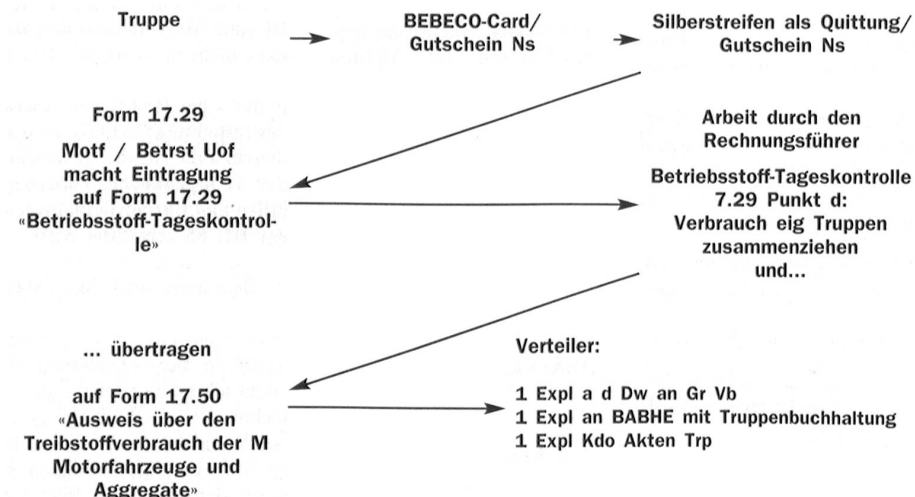 Truppe
BEBECO-Card/
Gutschein Ns
Silberstreifen als Quittung/
Gutschein Ns
Form 17.29
Motf / Betrst Uof
macht Eintragung
auf Form 17.29
«Betriebsstoff-Tageskontrol-
le»
Arbeit durch den
Rechnungsführer
Betriebsstoff-Tageskontrolle
7.29 Punkt d:
Verbrauch eig Truppen
zusammenziehen
und...
... übertragen
auf Form 17.50
«Ausweis über den
Treibstoffverbrauch der M
Motorfahrzeuge und
Aggregate»
Verteiler:
1 Expl a d Dw an Gr Vb
1 Expl an BABHE mit Truppenbuchhaltung
1 Expl Kdo Akten Trp